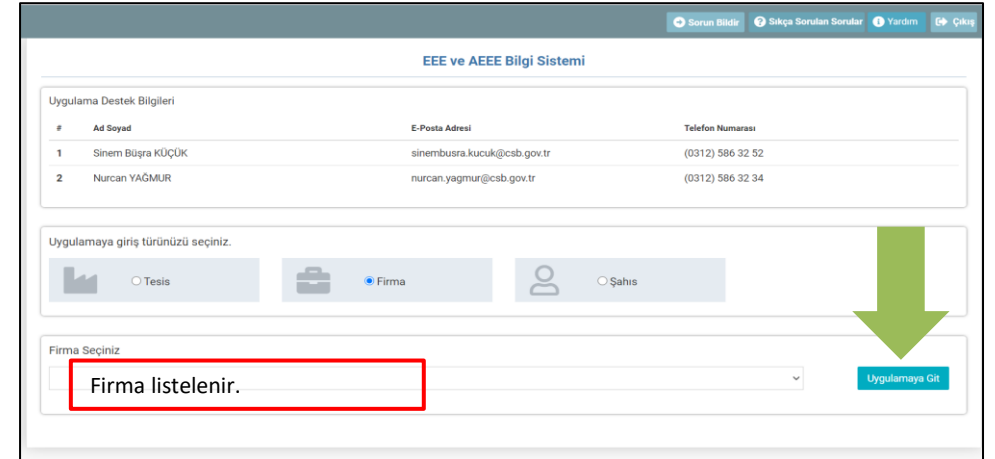 Sorun Bildir Sıkça Sorulan Sorular Yardım Çıkış
EEE ve AEEE Bilgi Sistemi
Uygulama Destek Bilgileri
# Ad Soyad E-Posta Adresi Telefon Numarası
1 Sinem Büşra KÜÇÜK sinembusra.kucuk@csb.gov.tr (0312) 586 32 52
2 Nurcan YAĞMUR nurcan.yagmur@csb.gov.tr (0312) 586 32 34
Uygulamaya giriş türünüzü seçiniz.
Tesis Firma Şahıs
Firma Seçiniz
Firma listelenir.
Uygulamaya Git